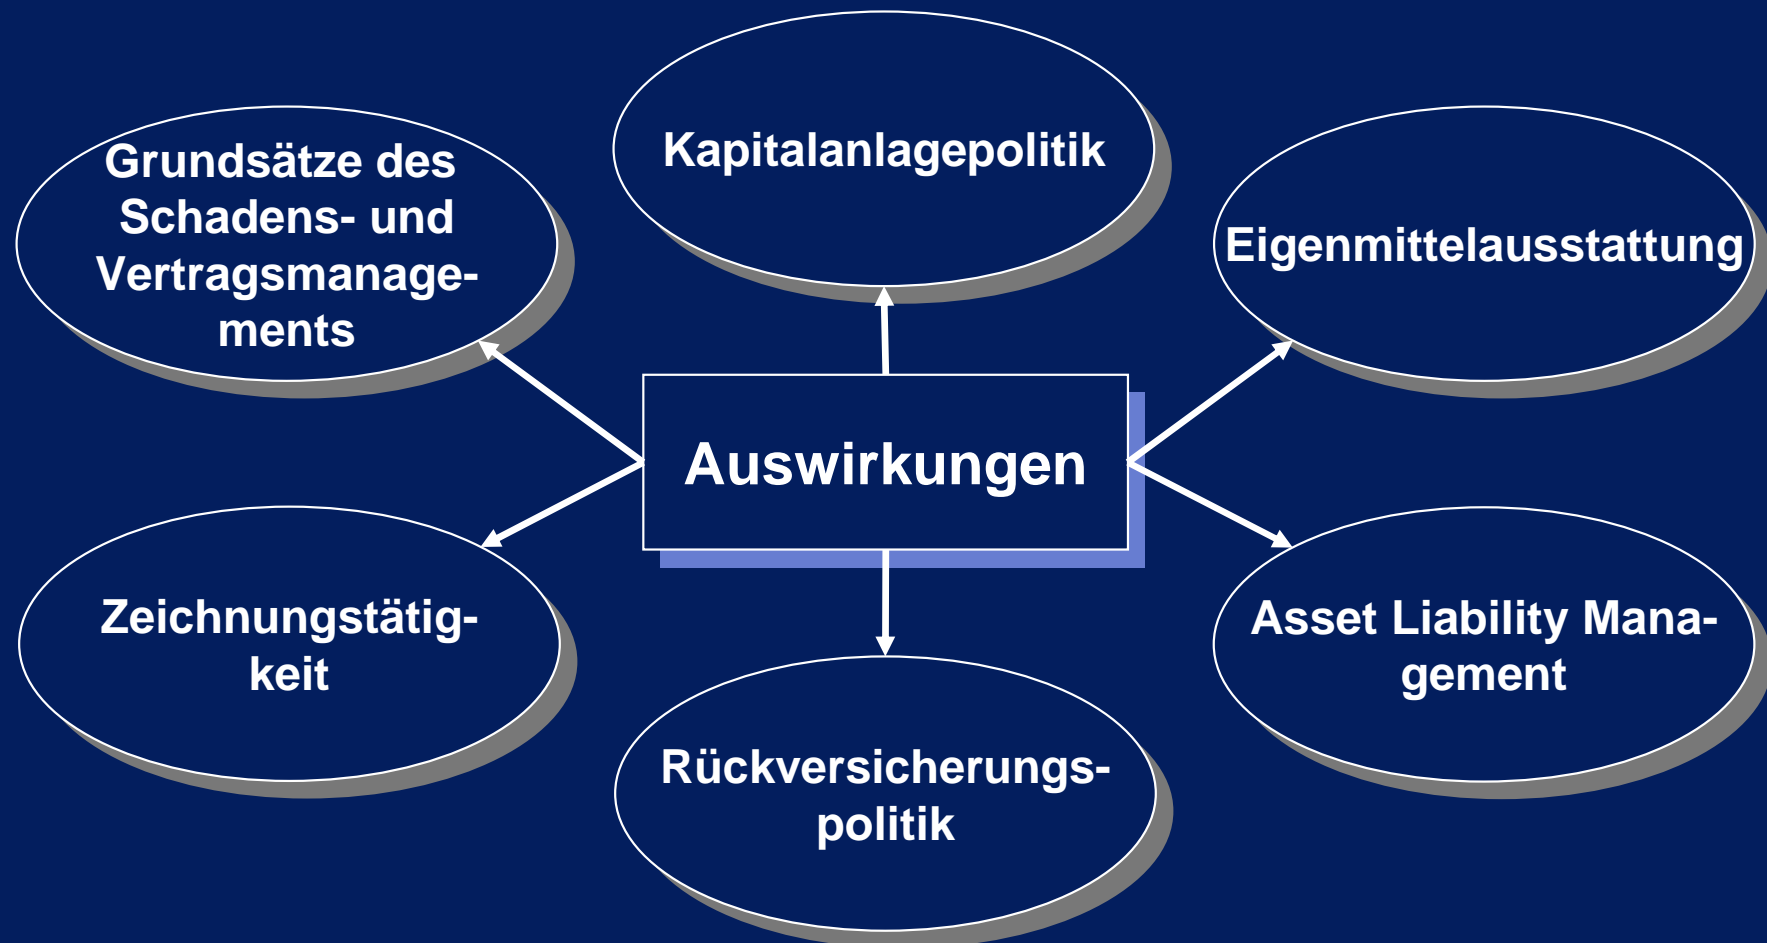 Kapitalanlagepolitik
Grundsätze des
Schadens- und
Vertragsmanage-
ments
Eigenmittelausstattung
Auswirkungen
Zeichnungstätig-
keit
Asset Liability Mana-
gement
Rückversicherungs-
politik